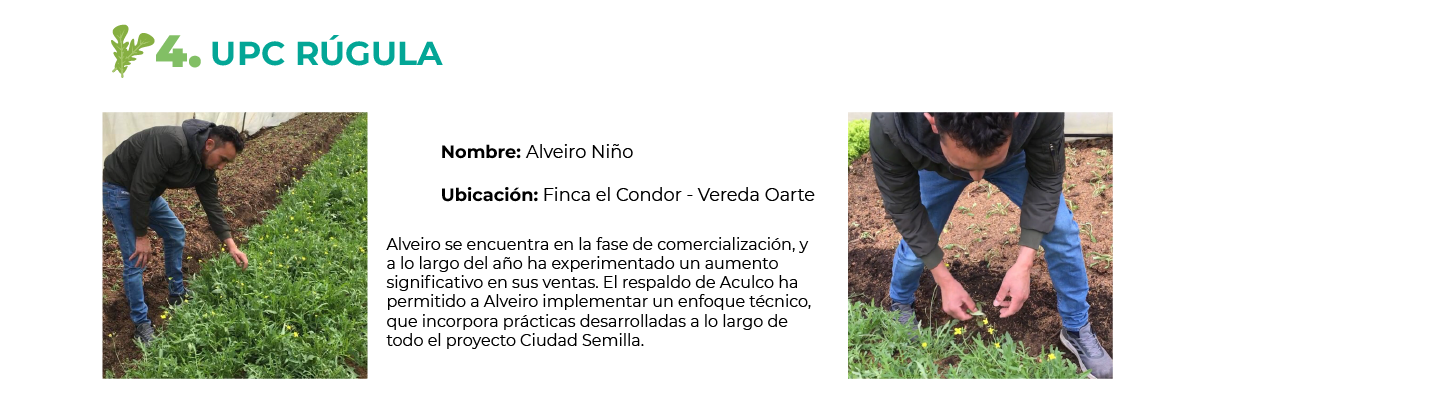 4. UPC RÚGULA
Nombre: Alveiro Niño
Ubicación: Finca el Condor - Vereda Oarte
Alveiro se encuentra en la fase de comercialización, y
a lo largo del año ha experimentado un aumento
significativo en sus ventas. El respaldo de Aculco ha
permitido a Alveiro implementar un enfoque técnico,
que incorpora prácticas desarrolladas a lo largo de
todo el proyecto Ciudad Semilla.